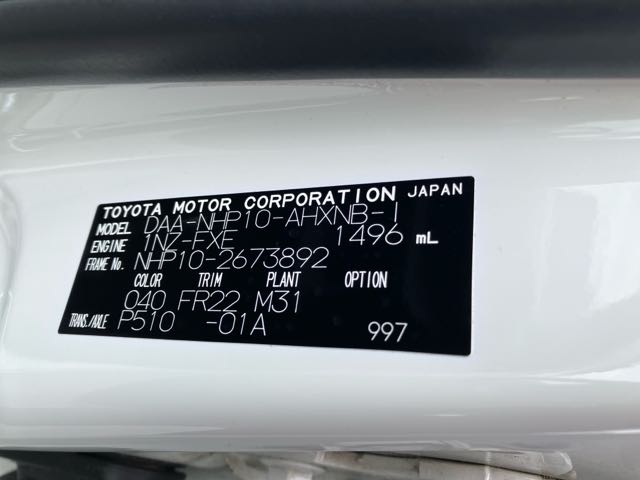 TOYOTA MOTOR CORPORATION JAPAN
MODEL DAA-NHP10-AHXNB-I
ENGINE 1NZ-FXE 1496 mL
FRAME No. NHP10-2673892
COLOR TRIM PLANT OPTION
040 FR22 M31
TRANS./AXLE P510 -01A 997